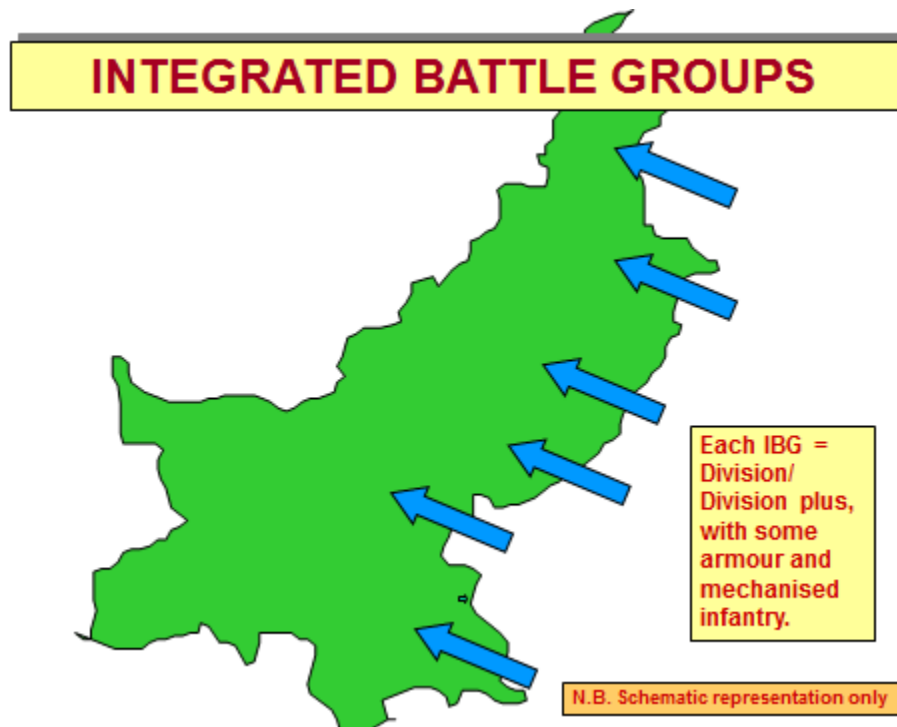 INTEGRATED BATTLE GROUPS
Each IBG =
Division/
Division plus,
with some
armour and
mechanised
infantry.
N.B. Schematic representation only